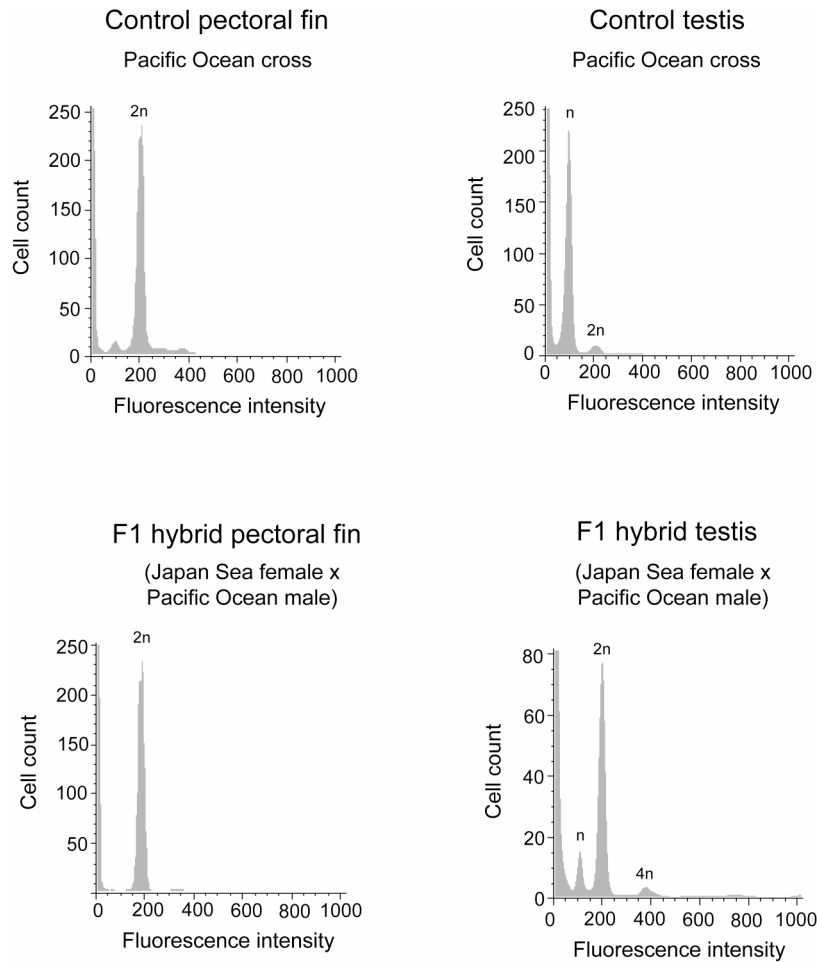 Control pectoral fin
Pacific Ocean cross
2n
250
200
150
100
50
0
Cell count
0 200 400 600 800 1000
Fluorescence intensity
Control testis
Pacific Ocean cross
n
2n
250
200
150
100
50
0
Cell count
0 200 400 600 800 1000
Fluorescence intensity
F1 hybrid pectoral fin
(Japan Sea female x
Pacific Ocean male)
2n
250
200
150
100
50
Cell count
0 200 400 600 800 1000
Fluorescence intensity
F1 hybrid testis
(Japan Sea female x
Pacific Ocean male)
2n
n
4n
80
60
40
20
0
Cell count
0 200 400 600 800 1000
Fluorescence intensity